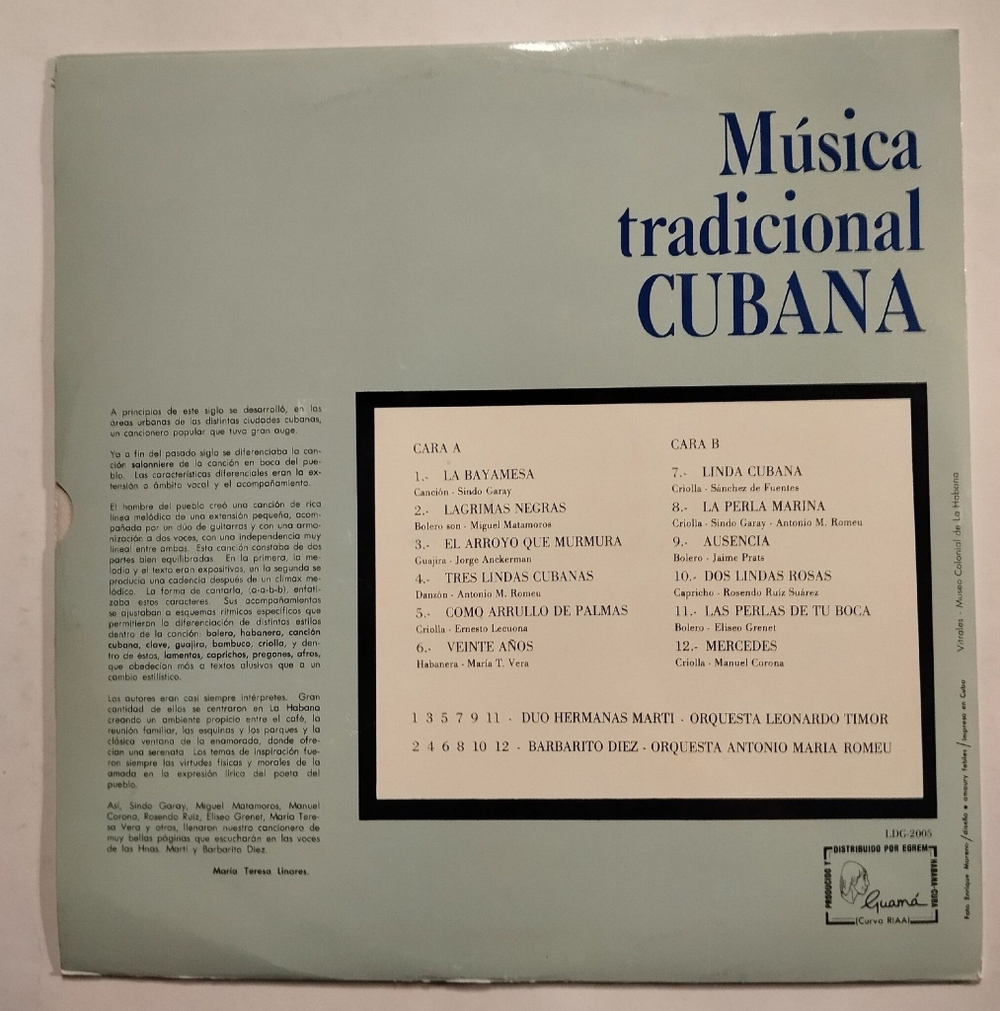 Música
tradicional
CUBANA
A principios de este siglo se desarrolló, en las
áreas urbanas de las distintas ciudades cubanas,
un cancionero popular que tuvo gran auge.
Ya a fin del pasado siglo se diferenciaba la can-
ción salonniere de la canción en boca del pue-
blo. Las características diferenciales eran la ex-
tensión o ámbito vocal y el acompañamiento.
El hombre del pueblo creó una canción de rica
línea melódica de una extensión pequeña, acom-
pañada por un dúo de guitarras y con una armo-
nización a dos voces, con una independencia muy
lineal entre ambas. Esta canción constaba de dos
partes bien equilibradas. En la primera, la me-
lodía y el texto eran expositivos, en la segunda se
producía una cadencia después de un climax me-
lódico. La forma de cantarla, (a-a-b-b), enfati-
zaba estos caracteres. Sus acompañamientos
se ajustaban a esquemas rítmicos específicos que
permitieron la diferenciación de distintos estilos
dentro de la canción: bolero, habanera, canción
cubana, clave, guajira, bambuco, criolla, y den-
tro de éstos, lamentos, caprichos, pregones, afros,
que obedecían más a textos alusivos que a un
cambio estilístico.
Los autores eran casi siempre intérpretes. Gran
cantidad de ellos se centraron en La Habana
creando un ambiente propicio entre el café, la
reunión familiar, las esquinas y los parques y la
clásica ventana de la enamorada, donde ofre-
cían una serenata. Los temas de inspiración fue-
ron siempre las virtudes físicas y morales de la
amada en la expresión lírica del poeta del
pueblo.
Así, Sindo Garay, Miguel Matamoros, Manuel
Corona, Rosendo Ruiz, Eliseo Grenet, María Tere-
sa Vera y otros, llenaron nuestro cancionero de
muy bellas páginas que escucharán en las voces
de las Hnas. Martí y Barbarito Diez.
María Teresa Linares.
CARA A
1.- LA BAYAMESA
Canción - Sindo Garay
2.- LAGRIMAS NEGRAS
Bolero son - Miguel Matamoros
3.- EL ARROYO QUE MURMURA
Guajira - Jorge Anckerman
4.- TRES LINDAS CUBANAS
Danzón - Antonio M. Romeu
5.- COMO ARRULLO DE PALMAS
Criolla - Ernesto Lecuona
6.- VEINTE AÑOS
Habanera - María T. Vera
CARA B
7.- LINDA CUBANA
Criolla - Sánchez de Fuentes
8.- LA PERLA MARINA
Criolla - Sindo Garay - Antonio M. Romeu
9.- AUSENCIA
Bolero - Jaime Prats
10.- DOS LINDAS ROSAS
Capricho - Rosendo Ruíz Suárez
11.- LAS PERLAS DE TU BOCA
Bolero - Eliseo Grenet
12.- MERCEDES
Criolla - Manuel Corona
1 3 5 7 9 11 - DUO HERMANAS MARTI - ORQUESTA LEONARDO TIMOR
2 4 6 8 10 12 - BARBARITO DIEZ - ORQUESTA ANTONIO MARIA ROMEU
LDG-2005
PRODUCIDO Y
DISTRIBUIDO POR EGREM
HABANA-CUBA
Guamá
(Curva RIAA)
Vitrales - Museo Colonial de La Habana
Foto Enrique Moreno/diseño • amaury febles/Impreso en Cuba